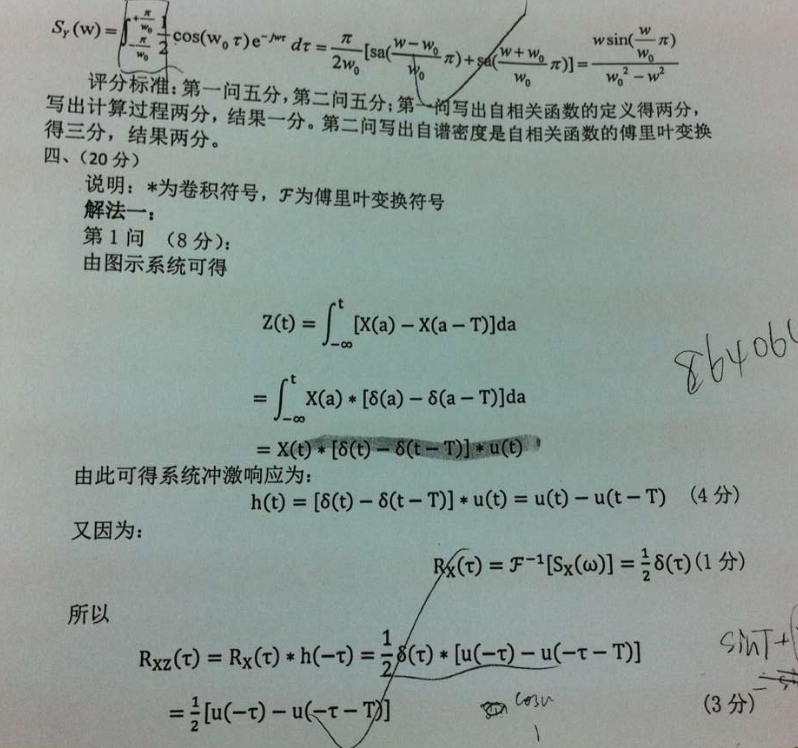 S_Y(w) = ∫_{-π/w₀}^{+π/w₀} 1/2 cos(w₀ τ) e^{-jwτ} dτ = π/2w₀ [sa((w − w₀)/w₀ π) + sa((w + w₀)/w₀ π)] = w sin(w/w₀ π) / (w₀² − w²)
评分标准：第一问五分，第二问五分；第一问写出自相关函数的定义得两分，
写出计算过程两分，结果一分。第二问写出自谱密度是自相关函数的傅里叶变换
得三分，结果两分。
四、（20 分）
说明：*为卷积符号，ℱ为傅里叶变换符号
解法一：
第 1 问 （8 分）：
由图示系统可得
Z(t) = ∫_{-∞}^{t} [X(a) − X(a − T)]da
= ∫_{-∞}^{t} X(a) * [δ(a) − δ(a − T)]da
= X(t) * [δ(t) − δ(t − T)] * u(t)
由此可得系统冲激响应为：
h(t) = [δ(t) − δ(t − T)] * u(t) = u(t) − u(t − T) （4 分）
又因为：
R_X(τ) = ℱ⁻¹[S_X(ω)] = 1/2 δ(τ) (1 分)
所以
R_XZ(τ) = R_X(τ) * h(−τ) = 1/2 δ(τ) * [u(−τ) − u(−τ − T)]
sinT+
= 1/2 [u(−τ) − u(−τ − T)] （3 分）